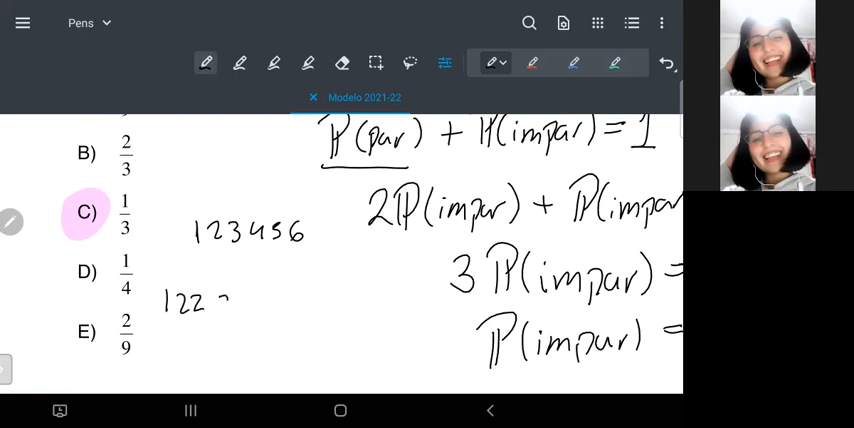 Pens
Modelo 2021-22
B) 2/3
C) 1/3
D) 1/4
E) 2/9
123456
122
P(par) + P(impar) = 1
2P(impar) + P(impar
3P(impar) =
P(impar) =